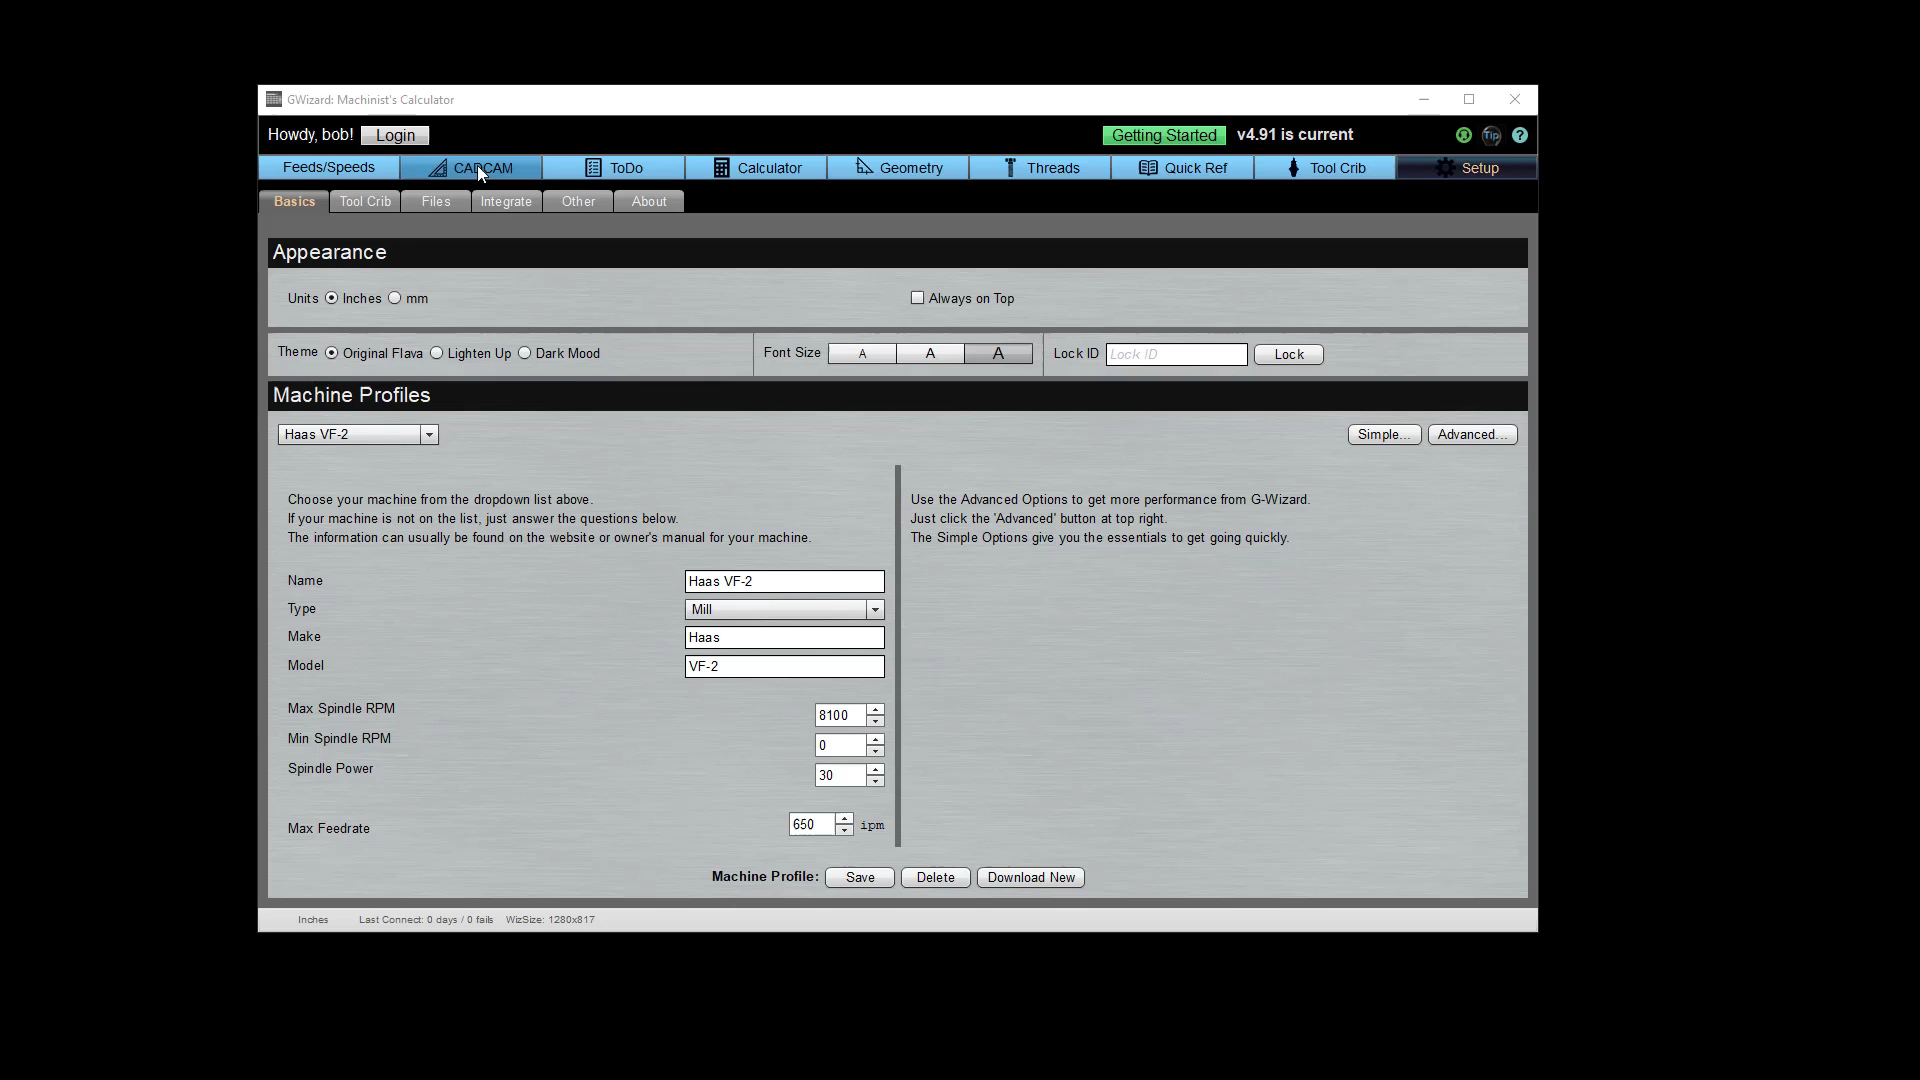 GWizard: Machinist's Calculator
Howdy, bob! Login Getting Started v4.91 is current Tip ?
Feeds/Speeds CADCAM ToDo Calculator Geometry Threads Quick Ref Tool Crib Setup
Basics Tool Crib Files Integrate Other About
Appearance
Units Inches mm Always on Top
Theme Original Flava Lighten Up Dark Mood Font Size A A A Lock ID Lock ID Lock
Machine Profiles
Haas VF-2 Simple... Advanced...
Choose your machine from the dropdown list above.
If your machine is not on the list, just answer the questions below.
The information can usually be found on the website or owner's manual for your machine.
Use the Advanced Options to get more performance from G-Wizard.
Just click the 'Advanced' button at top right.
The Simple Options give you the essentials to get going quickly.
Name Haas VF-2
Type Mill
Make Haas
Model VF-2
Max Spindle RPM 8100
Min Spindle RPM 0
Spindle Power 30
Max Feedrate 650 ipm
Machine Profile: Save Delete Download New
Inches Last Connect: 0 days / 0 fails WizSize: 1280x817